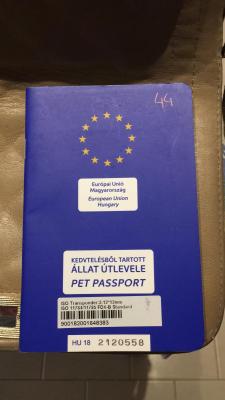 44
Európai Unió
Magyarország
European Union
Hungary
KEDVTELÉSBŐL TARTOTT
ÁLLAT ÚTLEVELE
PET PASSPORT
ISO Transponder 2.12*12mm
ISO 11784/11785 FDX-B Standard
900182001648383
HU 18 2120558